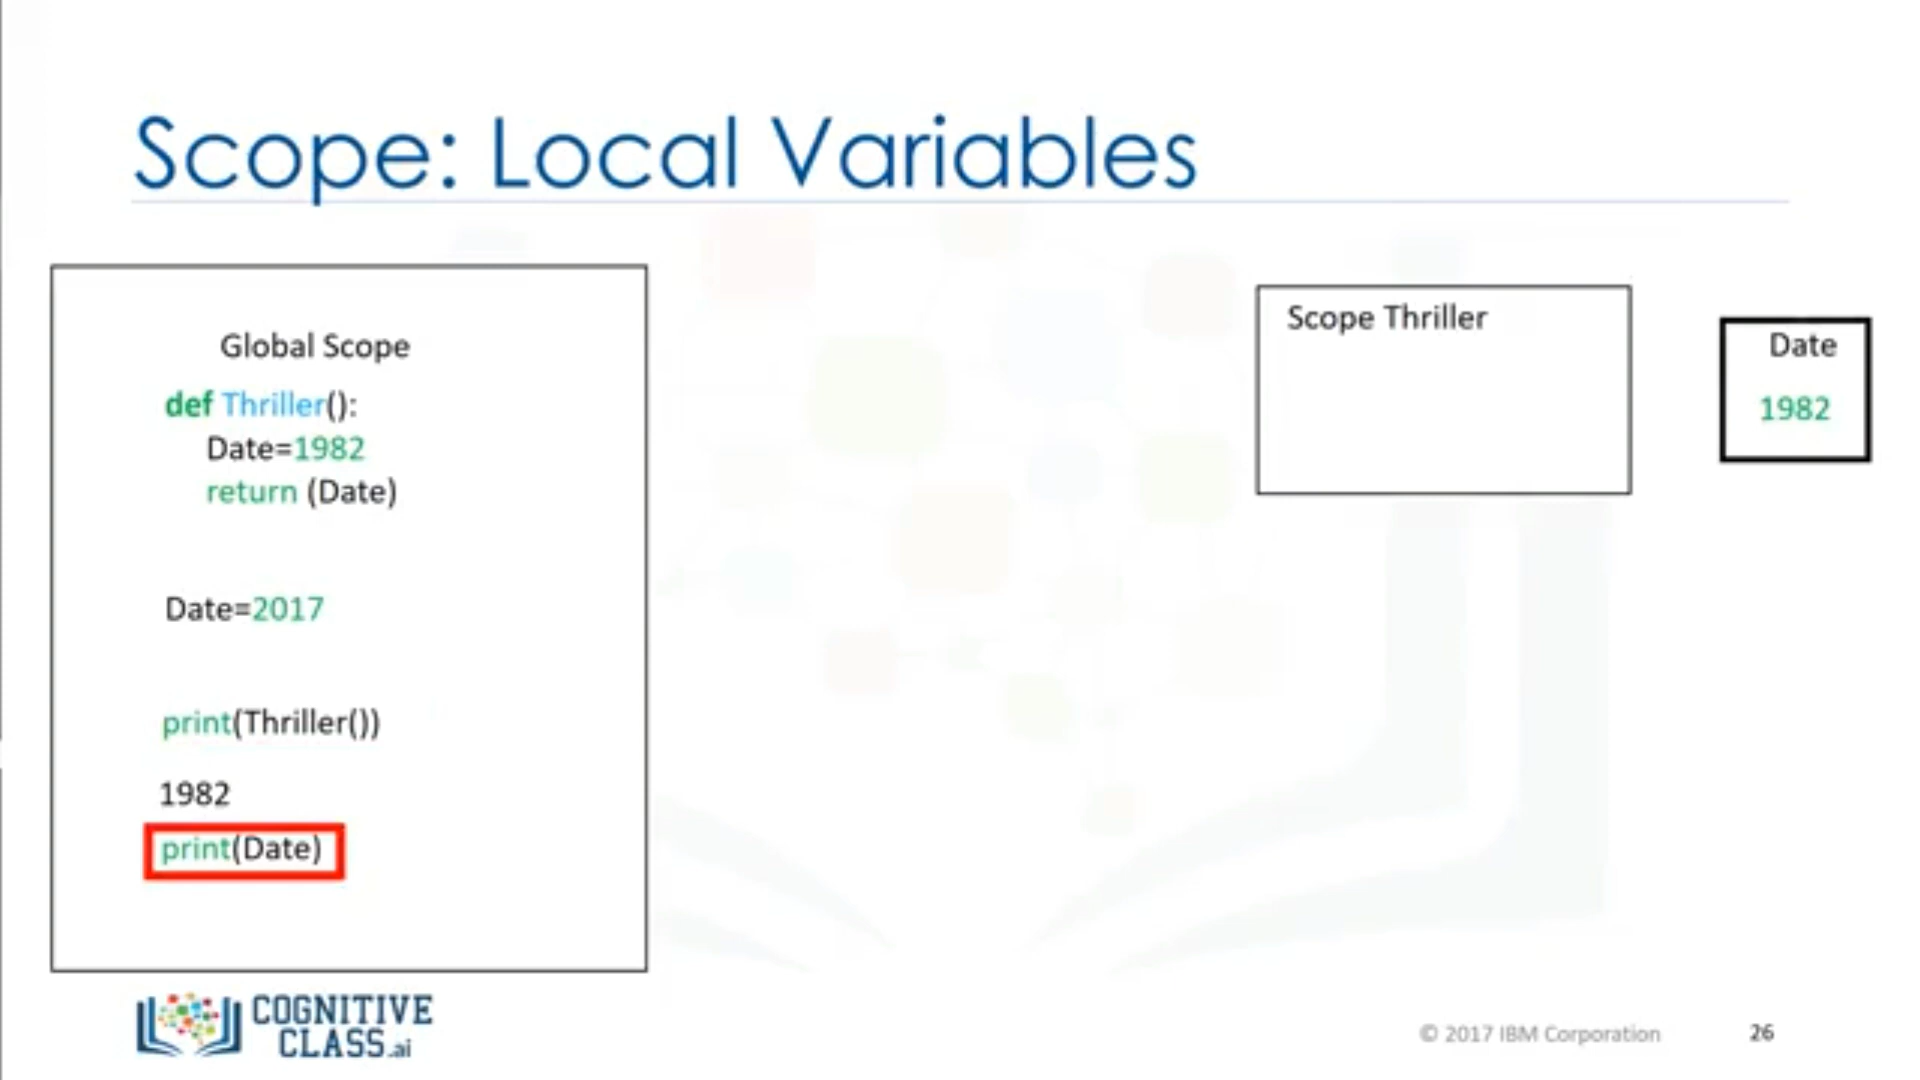 Scope: Local Variables
Global Scope
def Thriller():
Date=1982
return (Date)
Date=2017
print(Thriller())
1982
print(Date)
Scope Thriller
Date
1982
COGNITIVE
CLASS.ai
© 2017 IBM Corporation
26